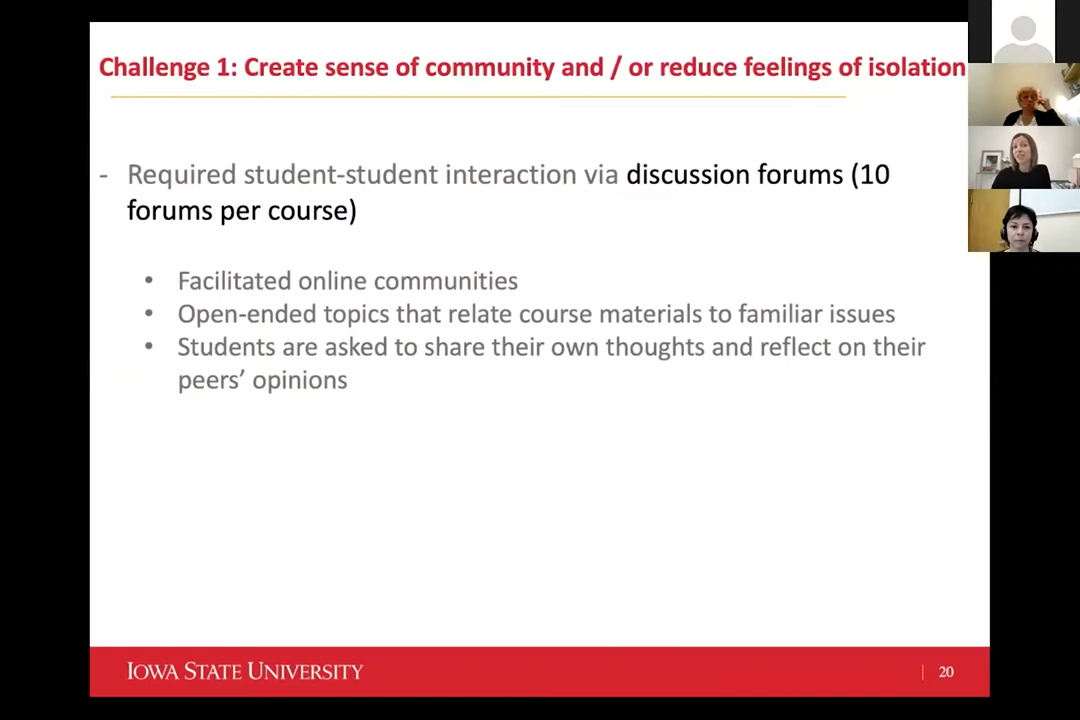 Challenge 1: Create sense of community and / or reduce feelings of isolation
- Required student-student interaction via discussion forums (10
forums per course)
• Facilitated online communities
• Open-ended topics that relate course materials to familiar issues
• Students are asked to share their own thoughts and reflect on their
peers’ opinions
IOWA STATE UNIVERSITY
| 20